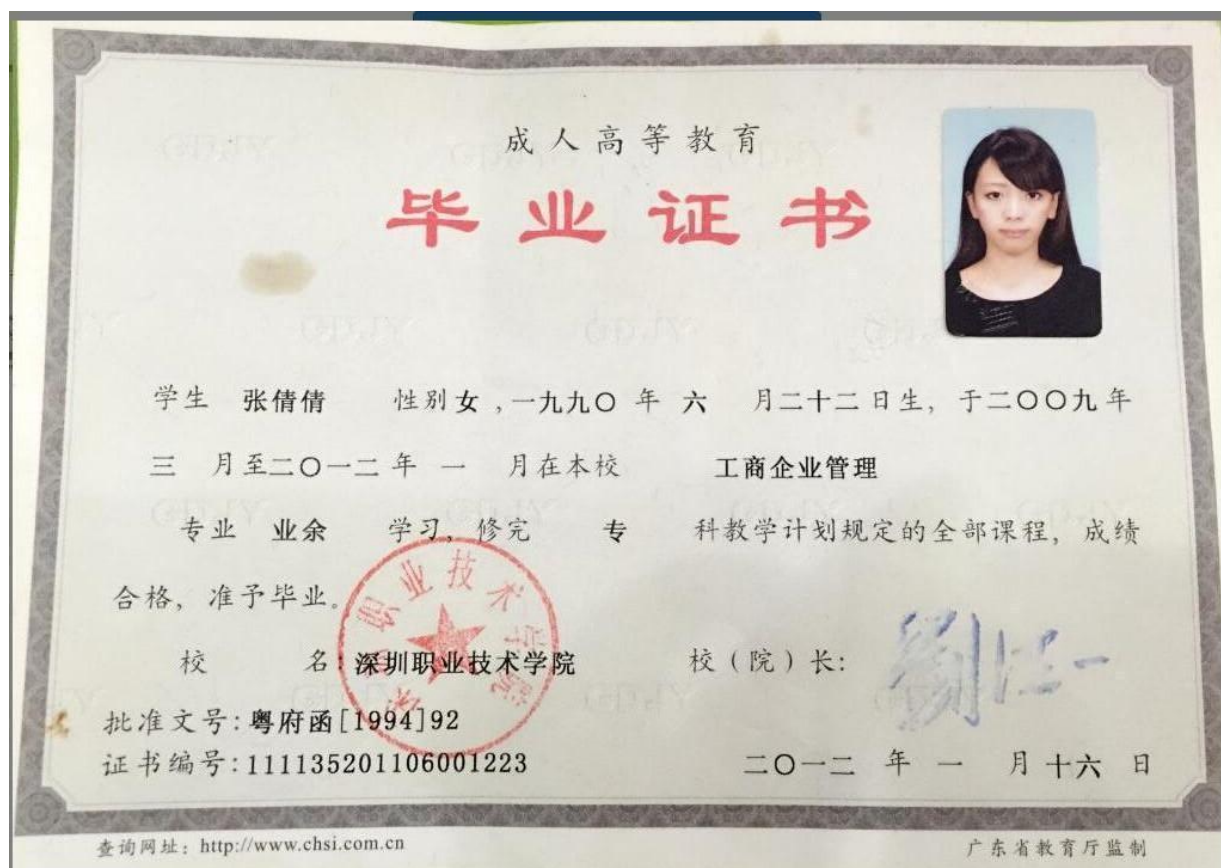 成人高等教育
毕业证书
学生 张倩倩 性别女,一九九〇年六月二十二日生,于二〇〇九年
三月至二〇一二年一月在本校 工商企业管理
专业 业余 学习,修完 专 科教学计划规定的全部课程,成绩
合格,准予毕业。
校名:深圳职业技术学院 校(院)长:
批准文号:粤府函[1994]92
证书编号:111135201106001223 二〇一二年一月十六日
查询网址:http://www.chsi.com.cn 广东省教育厅监制